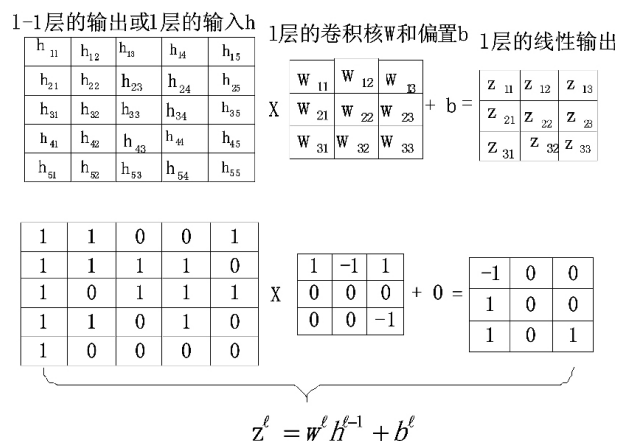 1-1层的输出或1层的输入h
1层的卷积核W和偏置b
1层的线性输出
h11 h12 h13 h14 h15
h21 h22 h23 h24 h25
h31 h32 h33 h34 h35
h41 h42 h43 h44 h45
h51 h52 h53 h54 h55
X
W11 W12 W13
W21 W22 W23
W31 W32 W33
+ b =
z11 z12 z13
z21 z22 z23
z31 z32 z33
1 1 0 0 1
1 1 1 1 0
1 0 1 1 1
1 1 0 1 0
1 0 0 0 0
X
1 -1 1
0 0 0
0 0 -1
+ 0 =
-1 0 0
1 0 0
1 0 1
z^ℓ = w^ℓ h^ℓ-1 + b^ℓ